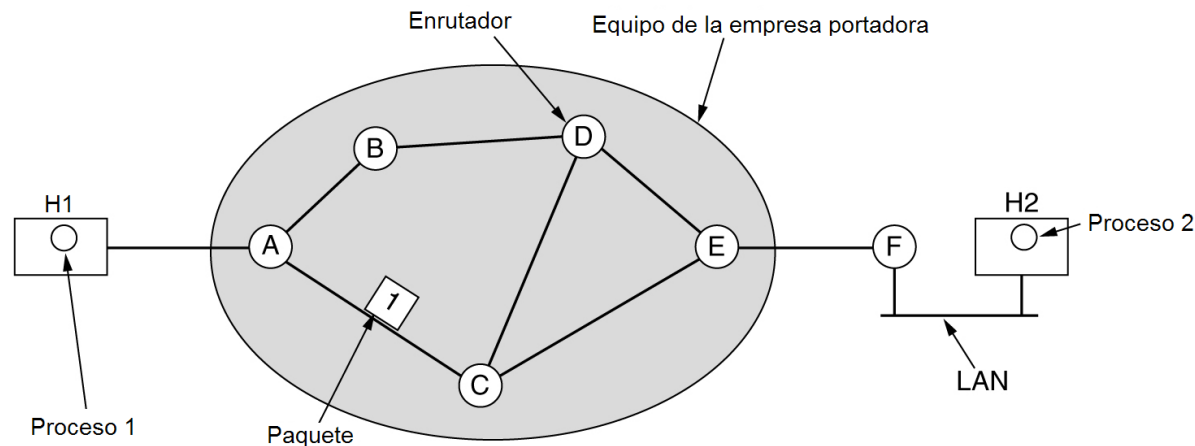 Enrutador
Equipo de la empresa portadora
B
D
H1
H2
Proceso 2
A
E
F
1
C
LAN
Proceso 1
Paquete